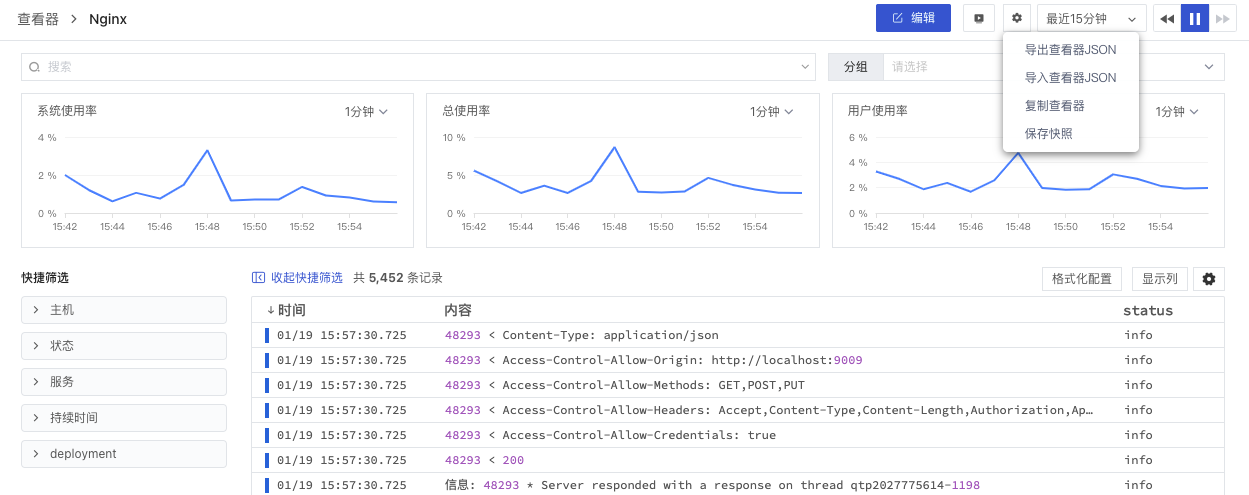 查看器 > Nginx 编辑 最近15分钟
导出查看器JSON
导入查看器JSON
复制查看器
保存快照
搜索 分组 请选择
系统使用率 1分钟
4 %
2 %
0 %
15:42 15:44 15:46 15:48 15:50 15:52 15:54
总使用率 1分钟
10 %
5 %
0 %
15:42 15:44 15:46 15:48 15:50 15:52 15:54
用户使用率 1分钟
6 %
4 %
2 %
0 %
15:42 15:44 15:46 15:48 15:50 15:52 15:54
快捷筛选
主机
状态
服务
持续时间
deployment
收起快捷筛选 共 5,452 条记录 格式化配置 显示列
↓时间 内容 status
01/19 15:57:30.725 48293 < Content-Type: application/json info
01/19 15:57:30.725 48293 < Access-Control-Allow-Origin: http://localhost:9009 info
01/19 15:57:30.725 48293 < Access-Control-Allow-Methods: GET,POST,PUT info
01/19 15:57:30.725 48293 < Access-Control-Allow-Headers: Accept,Content-Type,Content-Length,Authorization,Ap… info
01/19 15:57:30.725 48293 < Access-Control-Allow-Credentials: true info
01/19 15:57:30.725 48293 < 200 info
01/19 15:57:30.725 信息: 48293 * Server responded with a response on thread qtp2027775614-1198 info